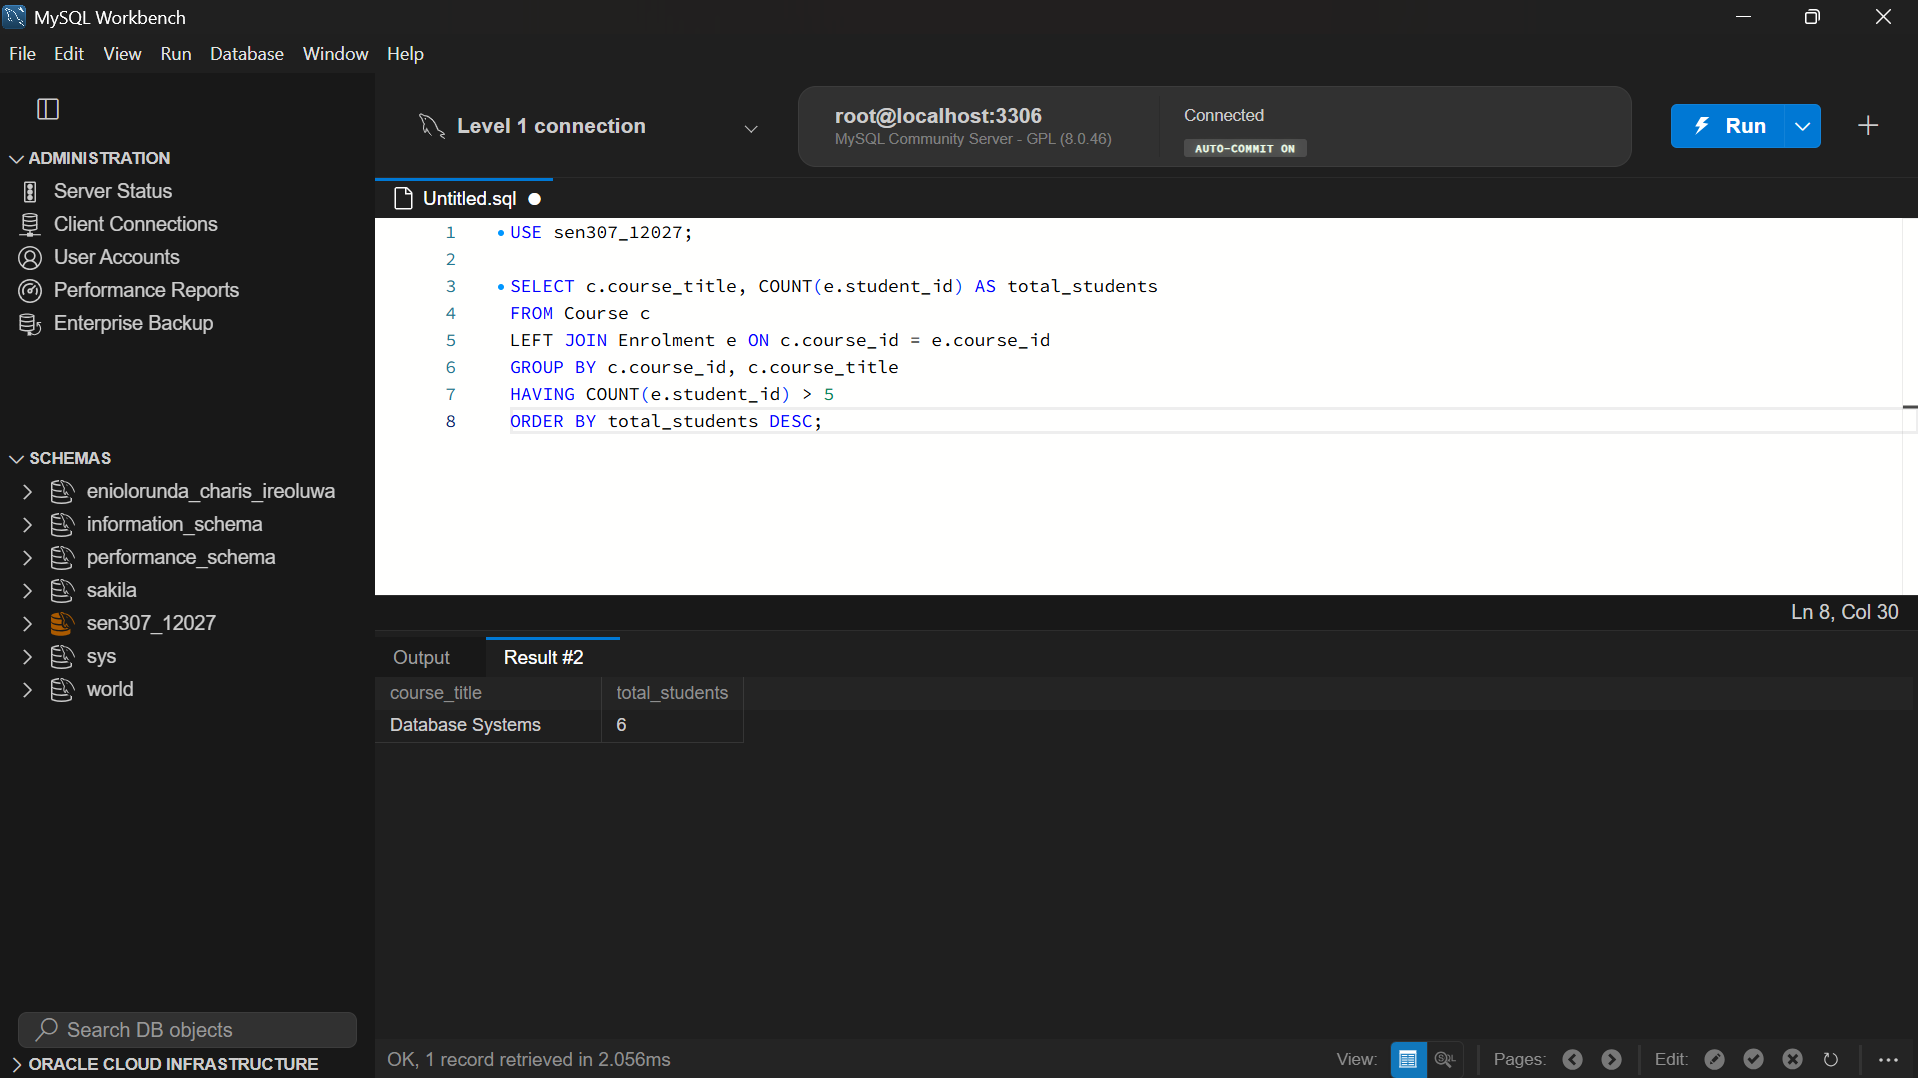 MySQL Workbench
File Edit View Run Database Window Help
ADMINISTRATION
Server Status
Client Connections
User Accounts
Performance Reports
Enterprise Backup
SCHEMAS
eniolorunda_charis_ireoluwa
information_schema
performance_schema
sakila
sen307_12027
sys
world
Search DB objects
ORACLE CLOUD INFRASTRUCTURE
Level 1 connection
root@localhost:3306
MySQL Community Server - GPL (8.0.46)
Connected
AUTO-COMMIT ON
Run
Untitled.sql
1 USE sen307_12027;
2
3 SELECT c.course_title, COUNT(e.student_id) AS total_students
4 FROM Course c
5 LEFT JOIN Enrolment e ON c.course_id = e.course_id
6 GROUP BY c.course_id, c.course_title
7 HAVING COUNT(e.student_id) > 5
8 ORDER BY total_students DESC;
Ln 8, Col 30
Output Result #2
course_title total_students
Database Systems 6
OK, 1 record retrieved in 2.056ms
View: SQL Pages: Edit: